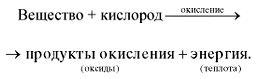 Вещество + кислород окисление →
→ продукты окисления + энергия.
(оксиды) (теплота)